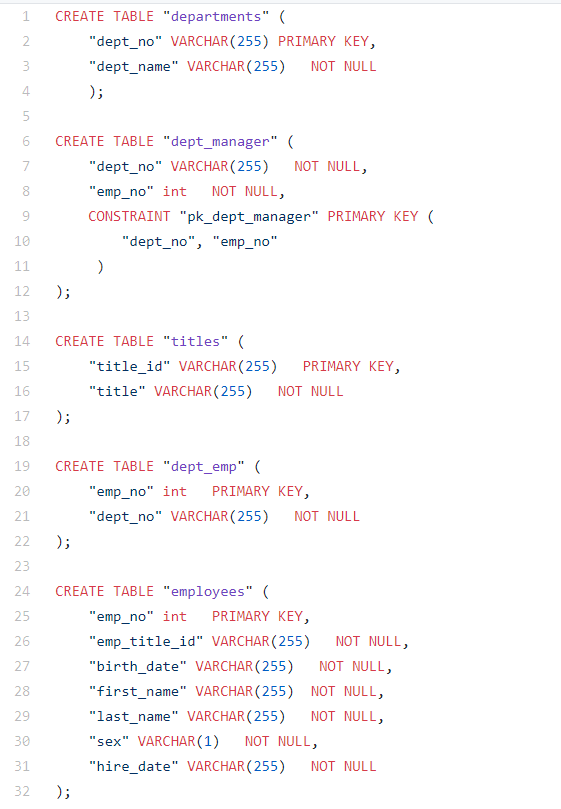 1 CREATE TABLE "departments" (
2 "dept_no" VARCHAR(255) PRIMARY KEY,
3 "dept_name" VARCHAR(255) NOT NULL
4 );
5
6 CREATE TABLE "dept_manager" (
7 "dept_no" VARCHAR(255) NOT NULL,
8 "emp_no" int NOT NULL,
9 CONSTRAINT "pk_dept_manager" PRIMARY KEY (
10 "dept_no", "emp_no"
11 )
12 );
13
14 CREATE TABLE "titles" (
15 "title_id" VARCHAR(255) PRIMARY KEY,
16 "title" VARCHAR(255) NOT NULL
17 );
18
19 CREATE TABLE "dept_emp" (
20 "emp_no" int PRIMARY KEY,
21 "dept_no" VARCHAR(255) NOT NULL
22 );
23
24 CREATE TABLE "employees" (
25 "emp_no" int PRIMARY KEY,
26 "emp_title_id" VARCHAR(255) NOT NULL,
27 "birth_date" VARCHAR(255) NOT NULL,
28 "first_name" VARCHAR(255) NOT NULL,
29 "last_name" VARCHAR(255) NOT NULL,
30 "sex" VARCHAR(1) NOT NULL,
31 "hire_date" VARCHAR(255) NOT NULL
32 );